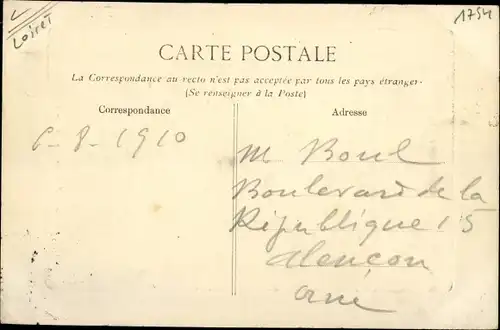 Loiret
1754
CARTE POSTALE
La Correspondance au recto n'est pas acceptée par tous les pays étranger-
(Se renseigner à la Poste)
Correspondance
Adresse
6-8-1910
M Boul
Boulevard de la
République 15
Alençon
Orne